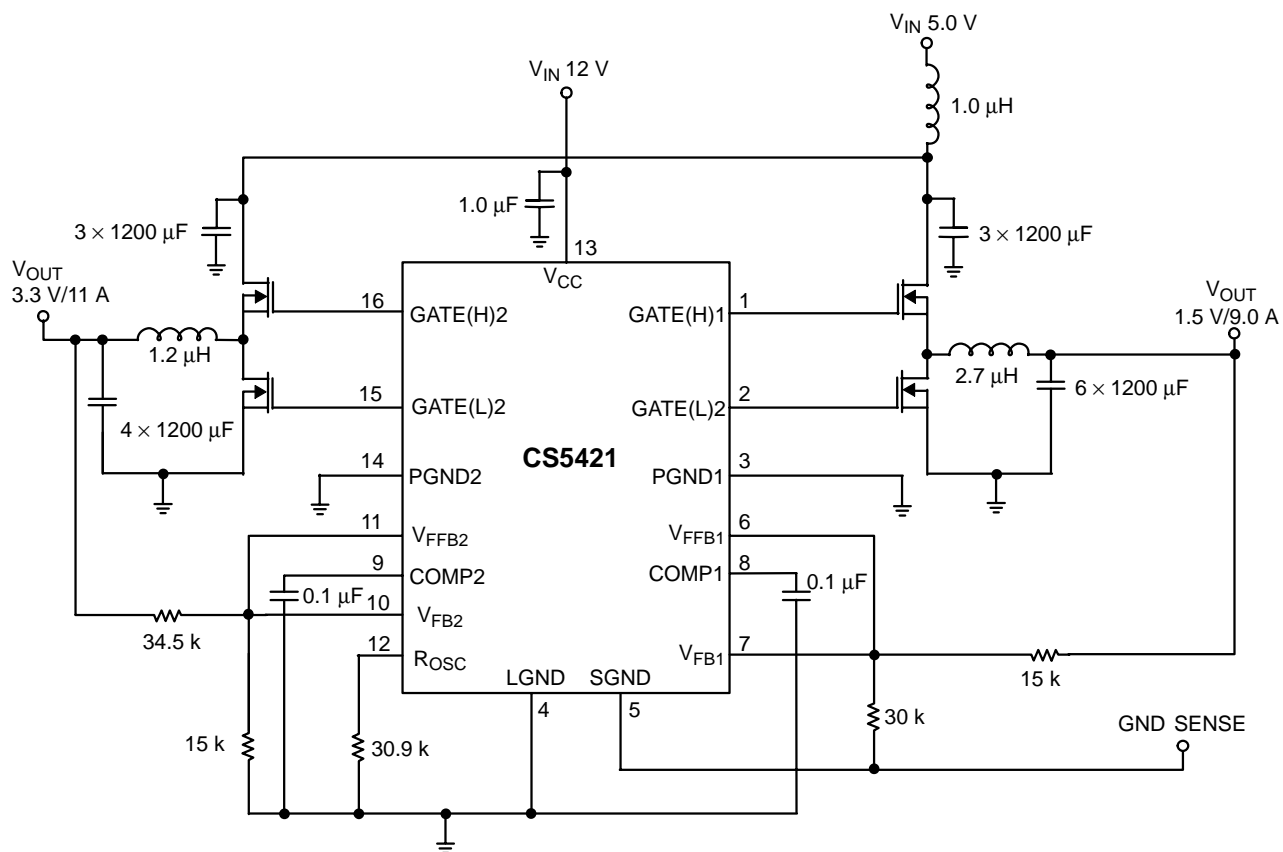 VIN 5.0 V
VIN 12 V
1.0 μH
1.0 μF
3 × 1200 μF
3 × 1200 μF
13
VCC
VOUT
3.3 V/11 A
VOUT
1.5 V/9.0 A
16
GATE(H)2
GATE(H)1
1
1.2 μH
2.7 μH
15
GATE(L)2
GATE(L)2
2
6 × 1200 μF
4 × 1200 μF
CS5421
14
PGND2
PGND1
3
11
VFFB2
VFFB1
6
9
COMP2
COMP1
8
0.1 μF
0.1 μF
10
VFB2
34.5 k
12
ROSC
VFB1
7
15 k
LGND
SGND
4
5
30 k
GND SENSE
15 k
30.9 k